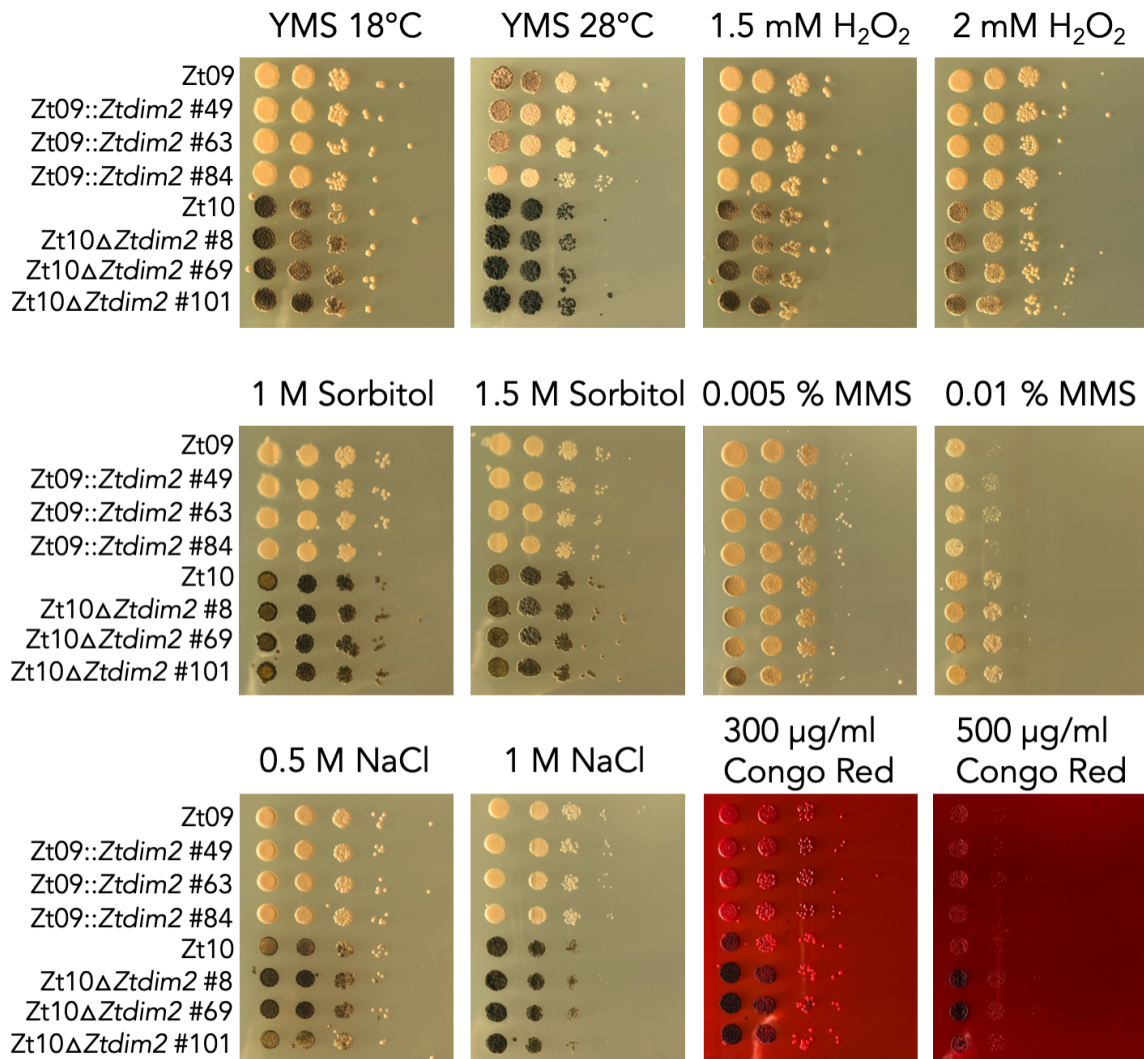 YMS 18°C YMS 28°C 1.5 mM H₂O₂ 2 mM H₂O₂
Zt09
Zt09::Ztdim2 #49
Zt09::Ztdim2 #63
Zt09::Ztdim2 #84
Zt10
Zt10ΔZtdim2 #8
Zt10ΔZtdim2 #69
Zt10ΔZtdim2 #101
1 M Sorbitol 1.5 M Sorbitol 0.005 % MMS 0.01 % MMS
Zt09
Zt09::Ztdim2 #49
Zt09::Ztdim2 #63
Zt09::Ztdim2 #84
Zt10
Zt10ΔZtdim2 #8
Zt10ΔZtdim2 #69
Zt10ΔZtdim2 #101
0.5 M NaCl 1 M NaCl
300 µg/ml
Congo Red
500 µg/ml
Congo Red
Zt09
Zt09::Ztdim2 #49
Zt09::Ztdim2 #63
Zt09::Ztdim2 #84
Zt10
Zt10ΔZtdim2 #8
Zt10ΔZtdim2 #69
Zt10ΔZtdim2 #101